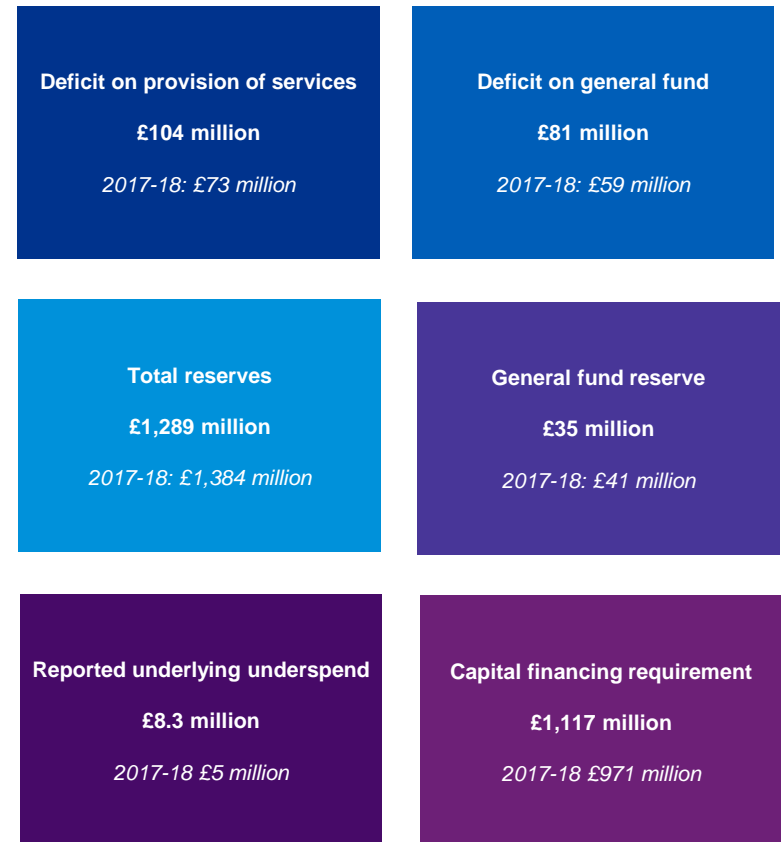 Deficit on provision of services
£104 million
2017-18: £73 million
Deficit on general fund
£81 million
2017-18: £59 million
Total reserves
£1,289 million
2017-18: £1,384 million
General fund reserve
£35 million
2017-18: £41 million
Reported underlying underspend
£8.3 million
2017-18 £5 million
Capital financing requirement
£1,117 million
2017-18 £971 million